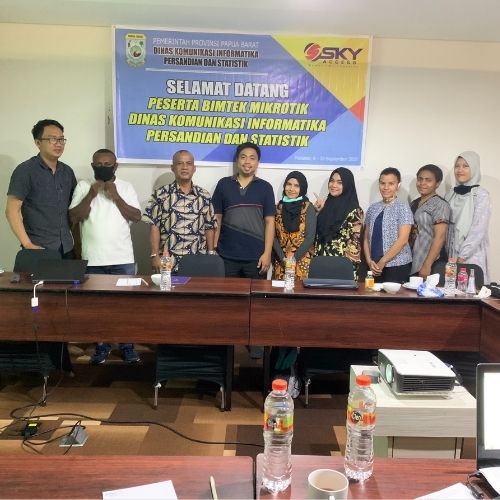 PEMERINTAH PROVINSI PAPUA BARAT
DINAS KOMUNIKASI INFORMATIKA
PERSANDIAN DAN STATISTIK
SKY
ACCESS
SELAMAT DATANG
PESERTA BIMTEK MIKROTIK
DINAS KOMUNIKASI INFORMATIKA
PERSANDIAN DAN STATISTIK